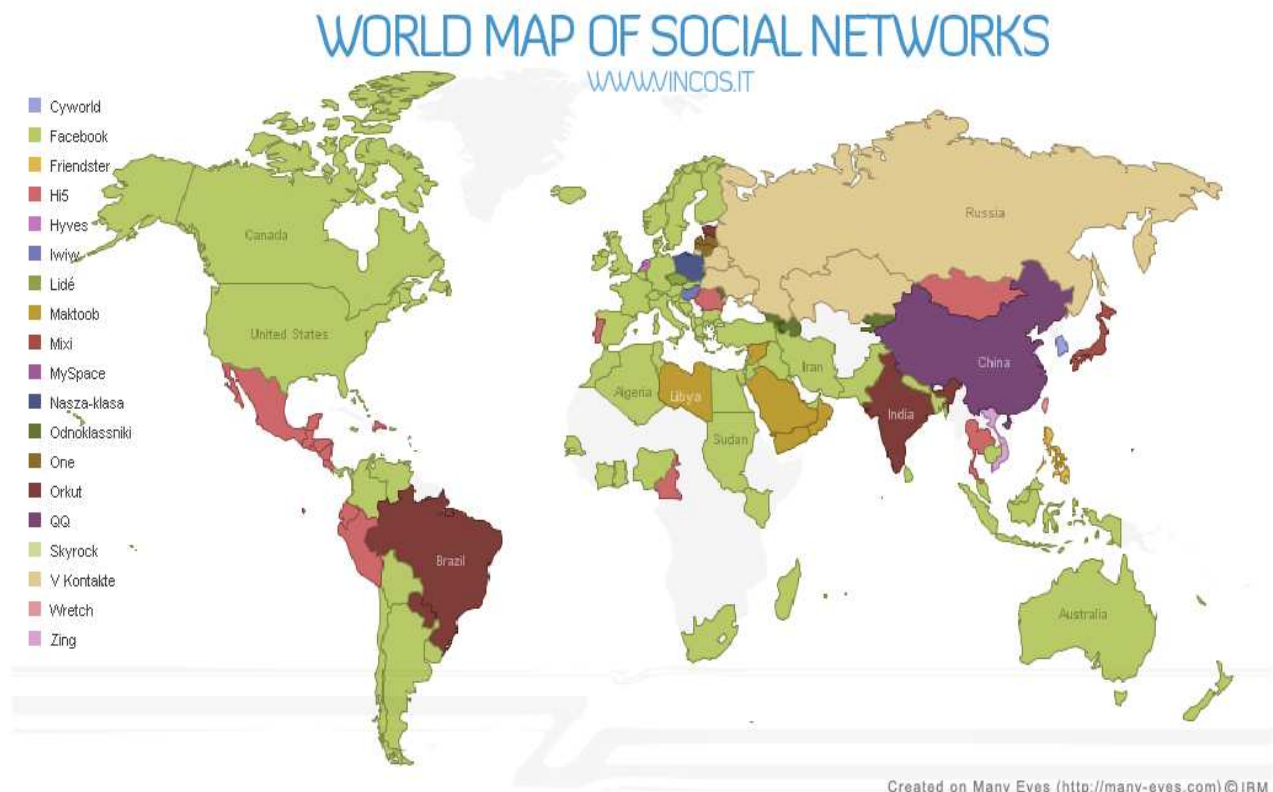 WORLD MAP OF SOCIAL NETWORKS
WWW.VINCOS.IT
Cyworld
Facebook
Friendster
Hi5
Hyves
Iwiw
Lidé
Maktoob
Mixi
MySpace
Nasza-klasa
Odnoklassniki
One
Orkut
QQ
Skyrock
V Kontakte
Wretch
Zing
Canada
United States
Brazil
Algeria
Libya
Sudan
Iran
Russia
China
India
Australia
Created on Many Eyes (http://many-eyes.com) © IBM